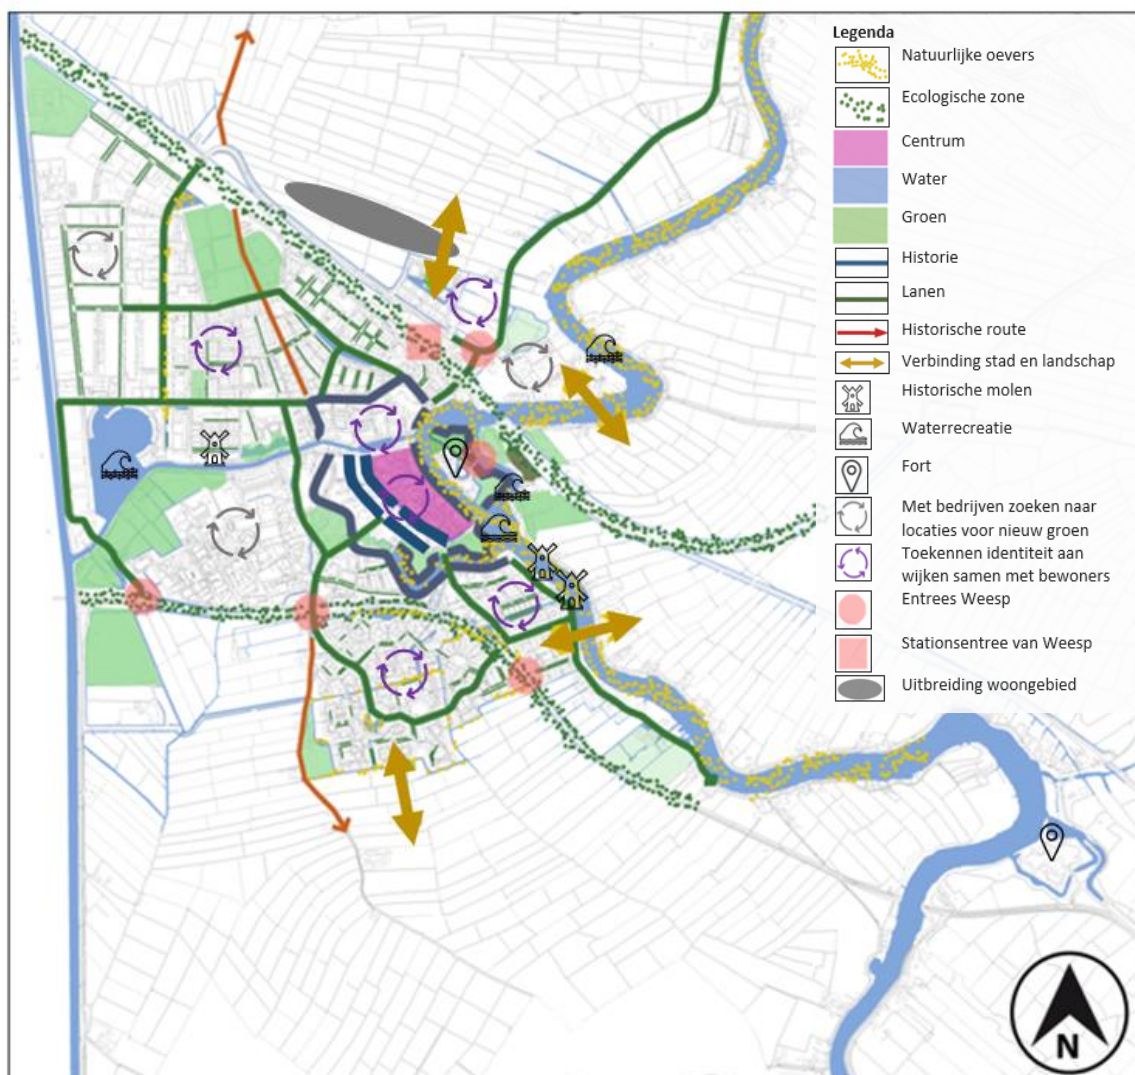 Legenda
Natuurlijke oevers
Ecologische zone
Centrum
Water
Groen
Historie
Lanen
Historische route
Verbinding stad en landschap
Historische molen
Waterrecreatie
Fort
Met bedrijven zoeken naar
locaties voor nieuw groen
Toekennen identiteit aan
wijken samen met bewoners
Entrees Weesp
Stationsentree van Weesp
Uitbreiding woongebied
N